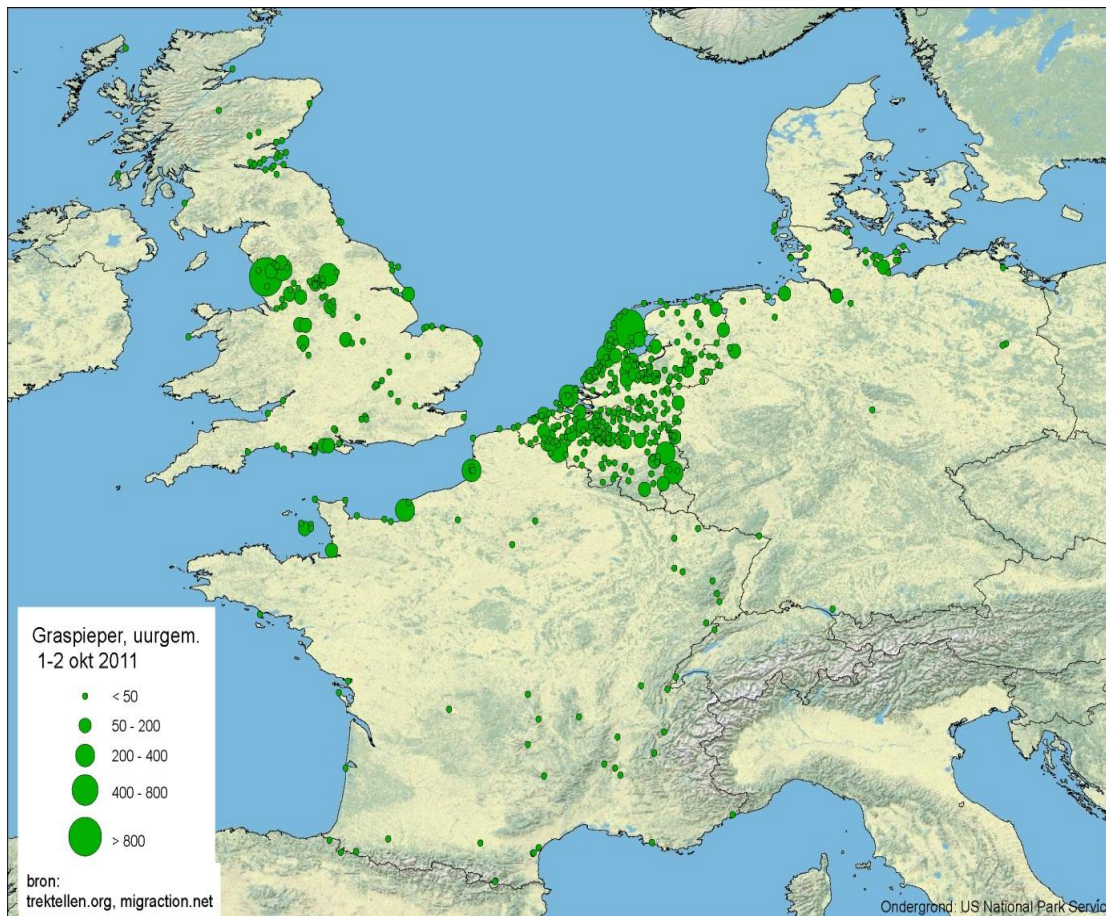 Graspieper, uurgem.
1-2 okt 2011
< 50
50 - 200
200 - 400
400 - 800
> 800
bron:
trektellen.org, migraction.net
Ondergrond: US National Park Servic